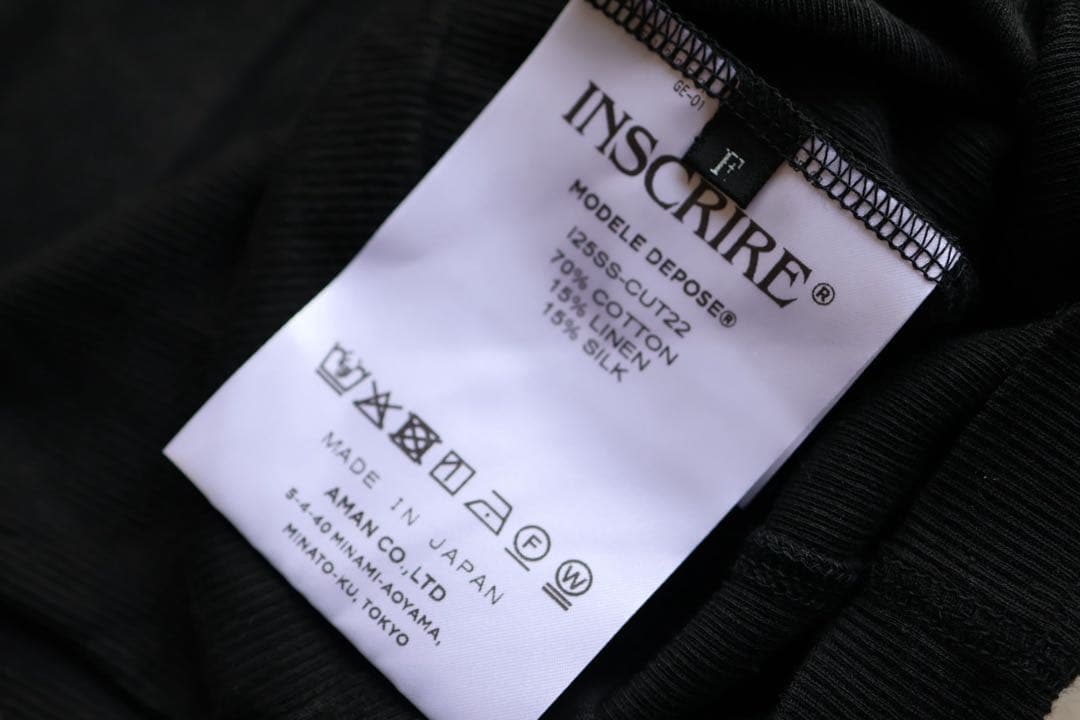 GE-01
F
INSCRIRE®
MODELE DEPOSE®
I25SS-CUT22
70% COTTON
15% LINEN
15% SILK
F
W
MADE IN JAPAN
AMAN CO., LTD
5-4-40 MINAMI-AOYAMA,
MINATO-KU, TOKYO